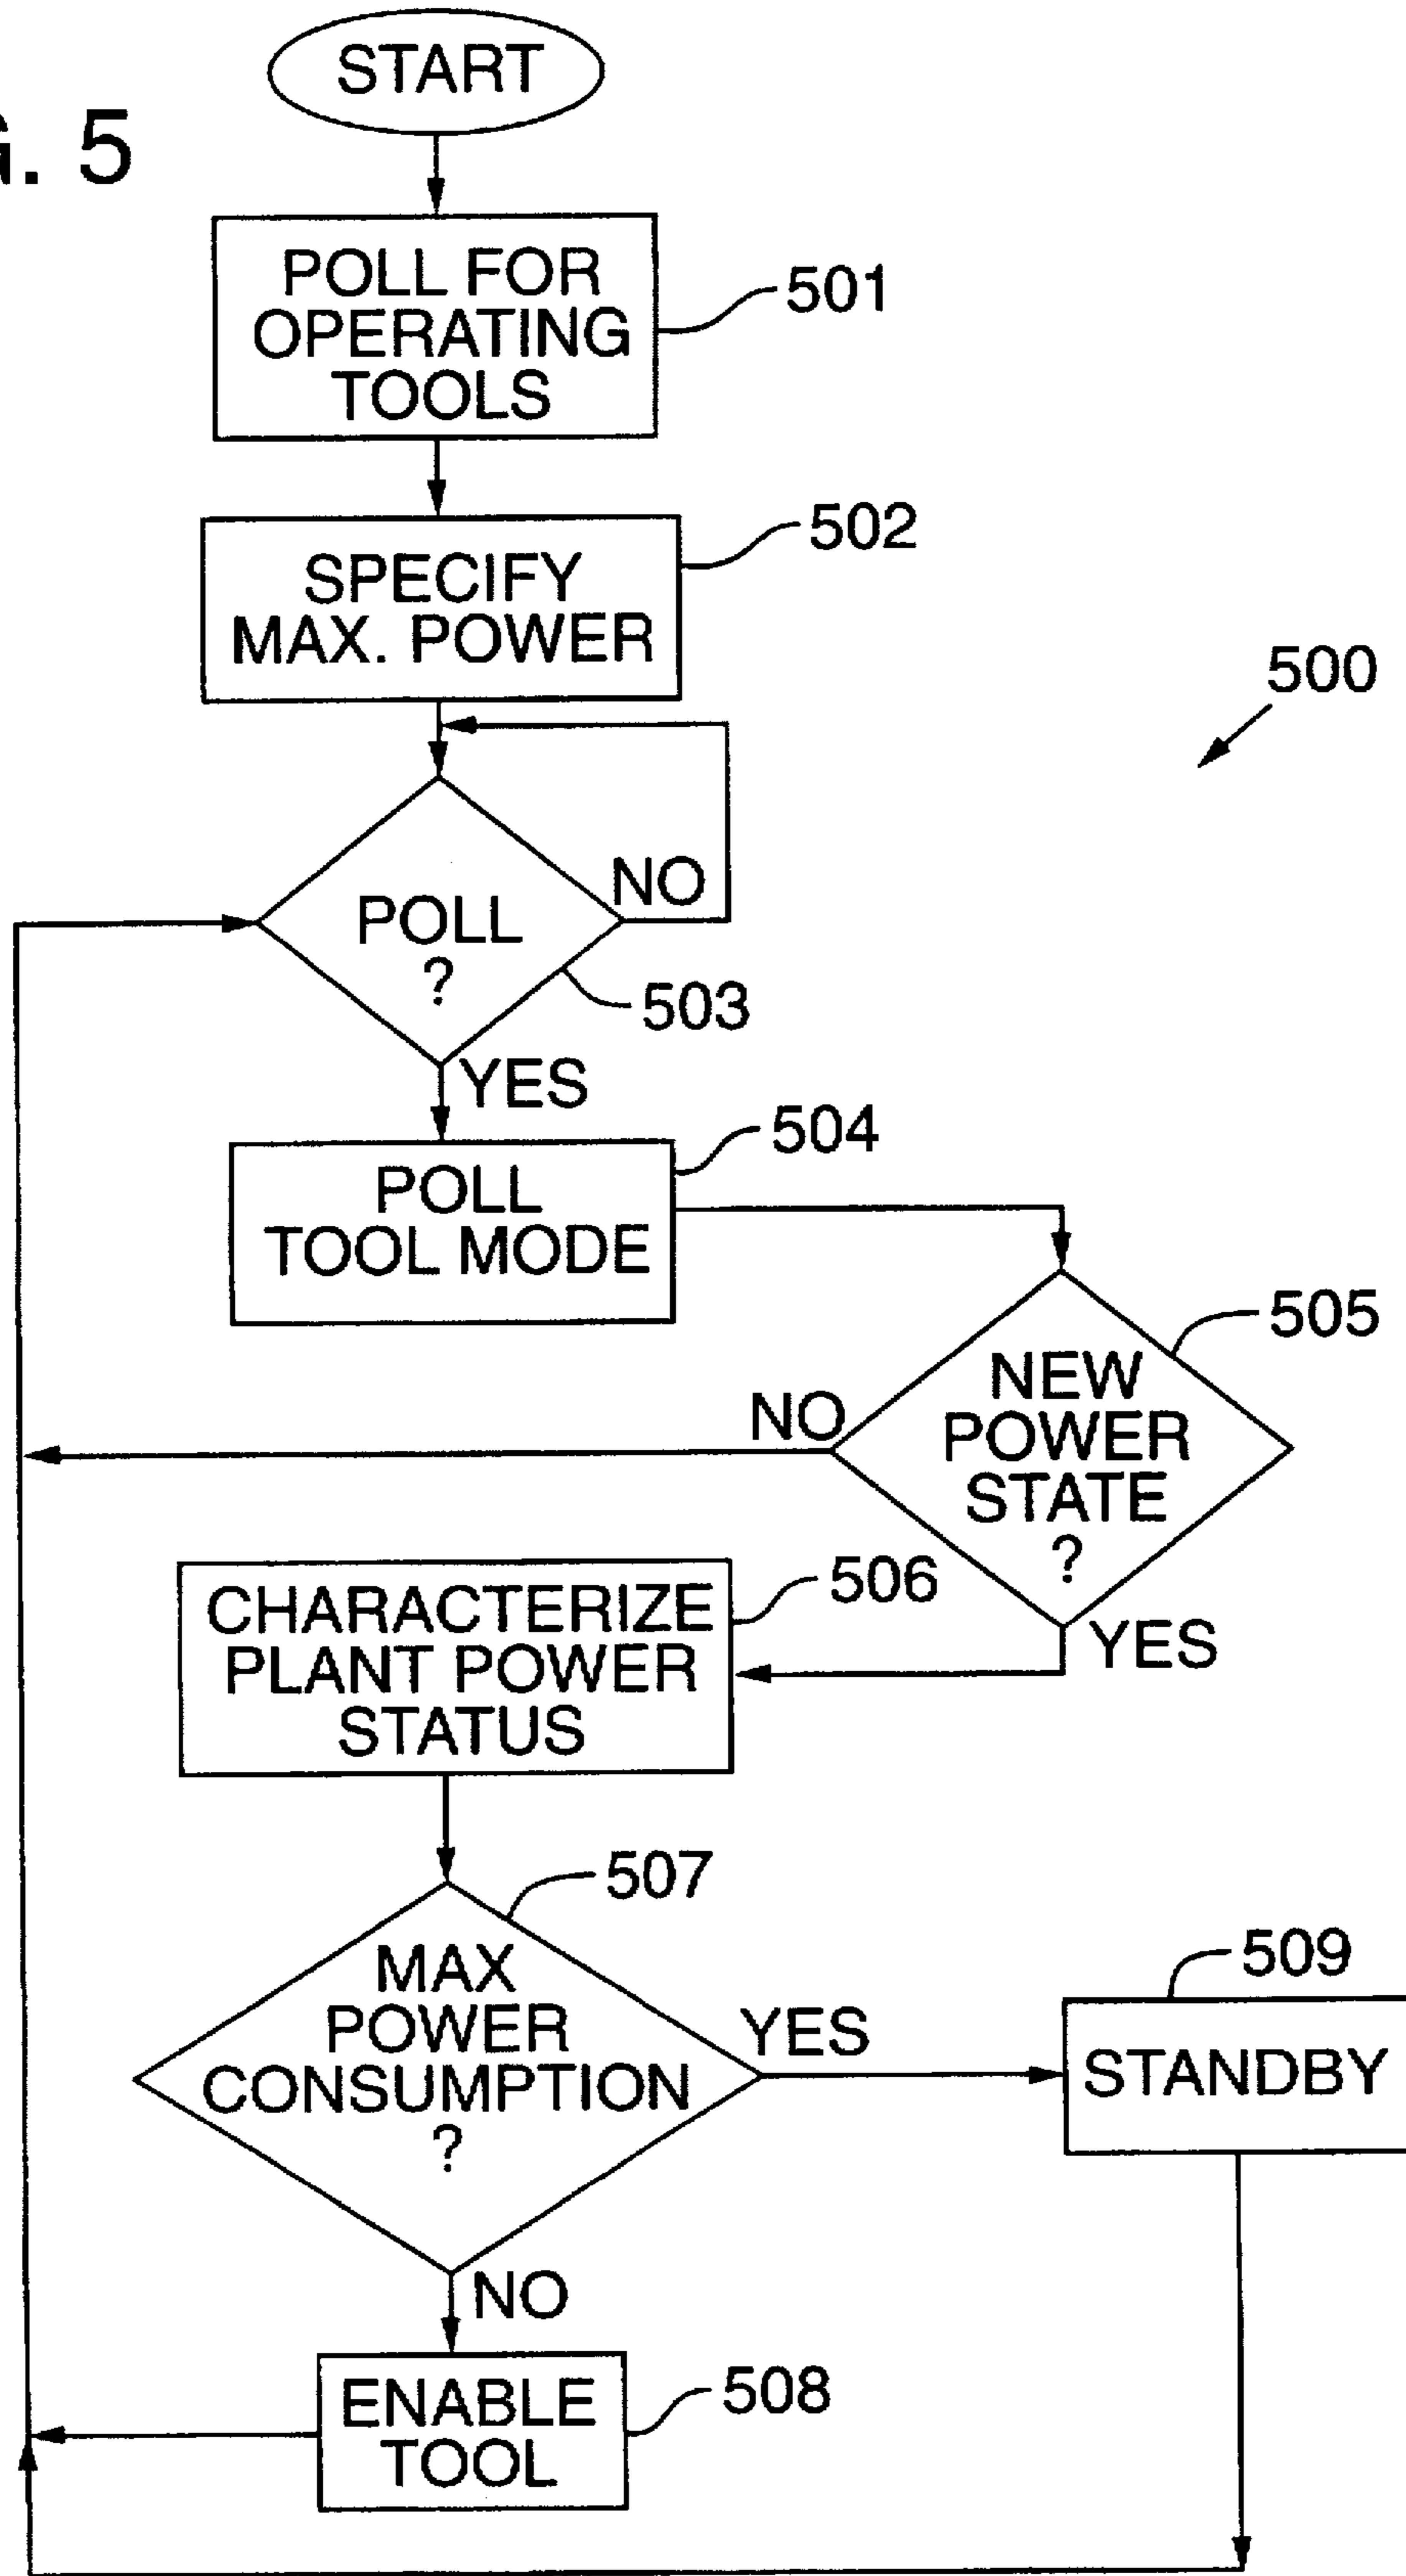 START
G. 5
POLL FOR
OPERATING
TOOLS
501
502
SPECIFY
MAX. POWER
500
NO
POLL
?
503
YES
504
POLL
TOOL MODE
505
NEW
POWER
STATE
?
NO
YES
506
CHARACTERIZE
PLANT POWER
STATUS
507
MAX
POWER
CONSUMPTION
?
YES
509
STANDBY
NO
ENABLE
TOOL
508